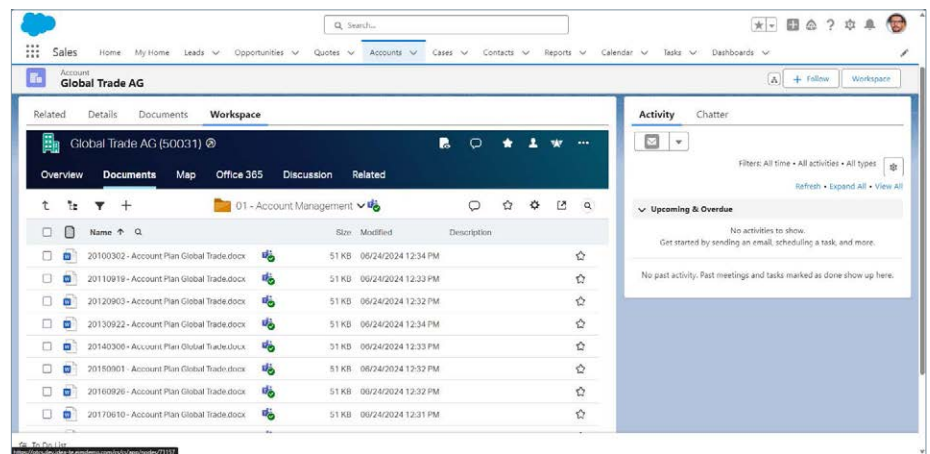 Search...
Sales Home My Home Leads Opportunities Quotes Accounts Cases Contacts Reports Calendar Tasks Dashboards
Account
Global Trade AG
+ Follow Workspace
Related Details Documents Workspace
Global Trade AG (50031)
Overview Documents Map Office 365 Discussion Related
01 - Account Management
Name Size Modified Description
20100302 - Account Plan Global Trade.docx 51 KB 06/24/2024 12:34 PM
20110919 - Account Plan Global Trade.docx 51 KB 06/24/2024 12:33 PM
20120903 - Account Plan Global Trade.docx 51 KB 06/24/2024 12:32 PM
20130922 - Account Plan Global Trade.docx 51 KB 06/24/2024 12:34 PM
20140306 - Account Plan Global Trade.docx 51 KB 06/24/2024 12:33 PM
20150901 - Account Plan Global Trade.docx 51 KB 06/24/2024 12:32 PM
20160926 - Account Plan Global Trade.docx 51 KB 06/24/2024 12:32 PM
20170610 - Account Plan Global Trade.docx 51 KB 06/24/2024 12:31 PM
Activity Chatter
Filters: All time • All activities • All types
Refresh • Expand All • View All
Upcoming & Overdue
No activities to show.
Get started by sending an email, scheduling a task, and more.
No past activity. Past meetings and tasks marked as done show up here.
To Do List